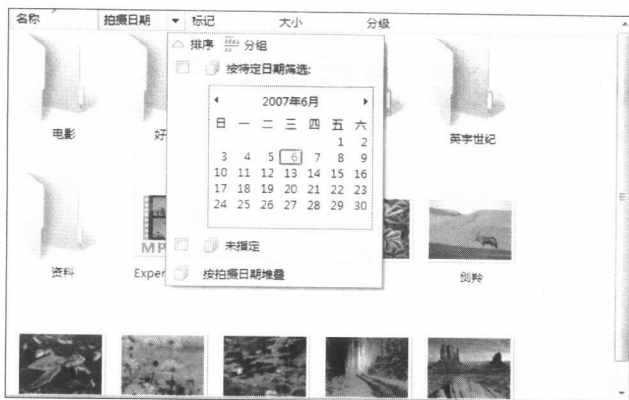 名称 拍摄日期 标记 大小 分级
排序 分组
按特定日期筛选:
2007年6月
日 一 二 三 四 五 六
1 2
3 4 5 6 7 8 9
10 11 12 13 14 15 16
17 18 19 20 21 22 23
24 25 26 27 28 29 30
未指定
按拍摄日期堆叠
电影 好 英宇世纪
资料 Exper 剑羚
MP